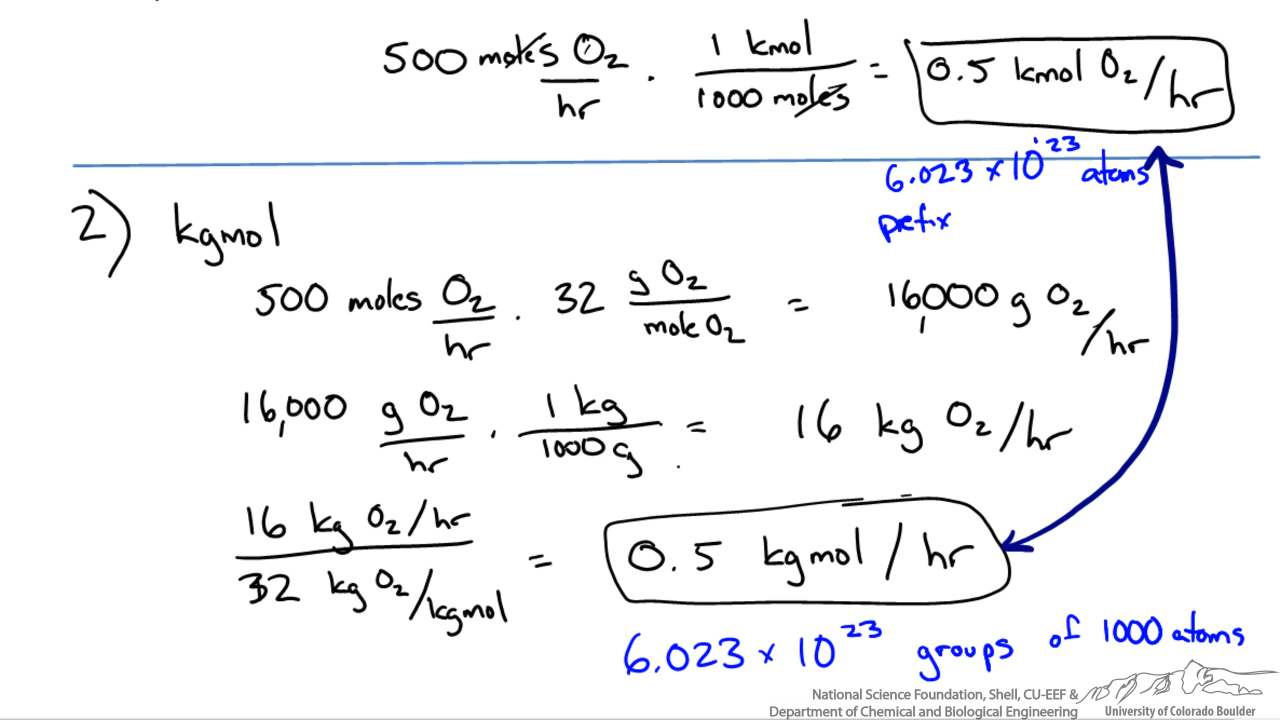 500 moles O₂/hr · 1 kmol/1000 moles = 0.5 kmol O₂/hr
6.023 × 10²³ atoms
prefix
2) kgmol
500 moles O₂/hr · 32 g O₂/mole O₂ = 16,000 g O₂/hr
16,000 g O₂/hr · 1 kg/1000 g = 16 kg O₂/hr
16 kg O₂/hr / 32 kg O₂/kgmol = 0.5 kgmol/hr
6.023 × 10²³ groups of 1000 atoms
National Science Foundation, Shell, CU-EEF &
Department of Chemical and Biological Engineering
University of Colorado Boulder